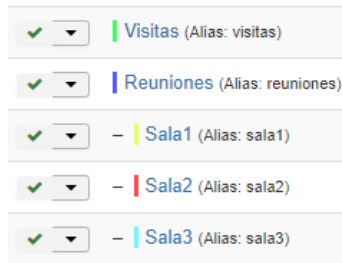 Visitas (Alias: visitas)
Reuniones (Alias: reuniones)
– Sala1 (Alias: sala1)
– Sala2 (Alias: sala2)
– Sala3 (Alias: sala3)